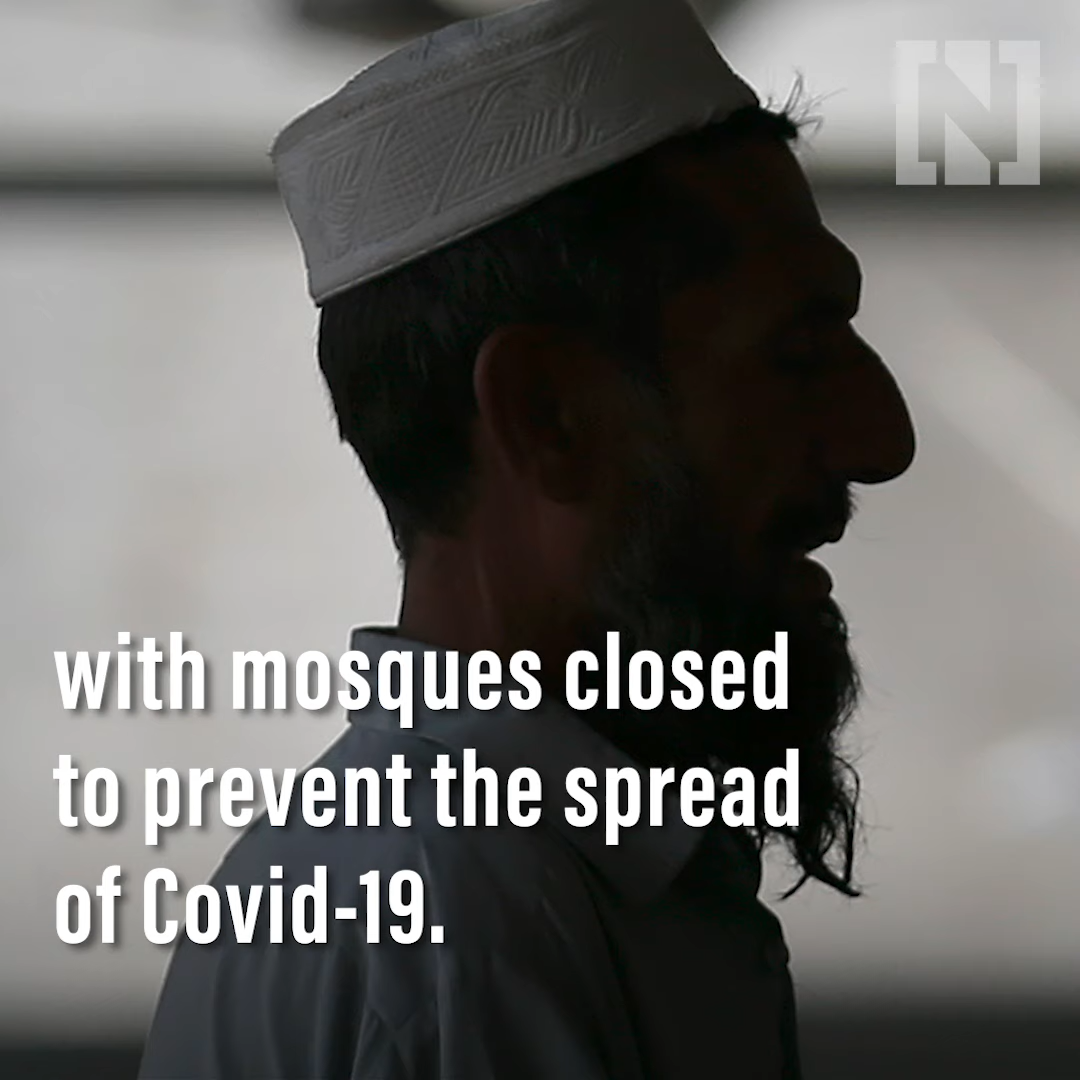 [N]
with mosques closed
to prevent the spread
of Covid-19.